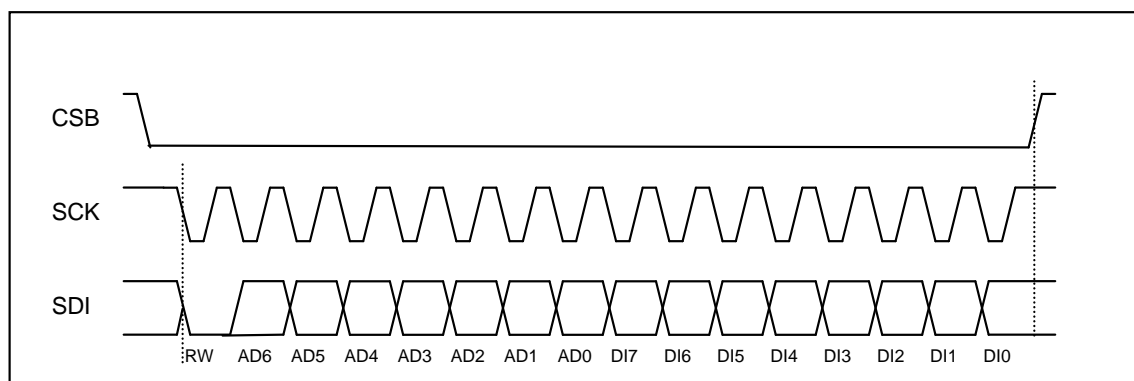 CSB
SCK
SDI
RW AD6 AD5 AD4 AD3 AD2 AD1 AD0 DI7 DI6 DI5 DI4 DI3 DI2 DI1 DI0